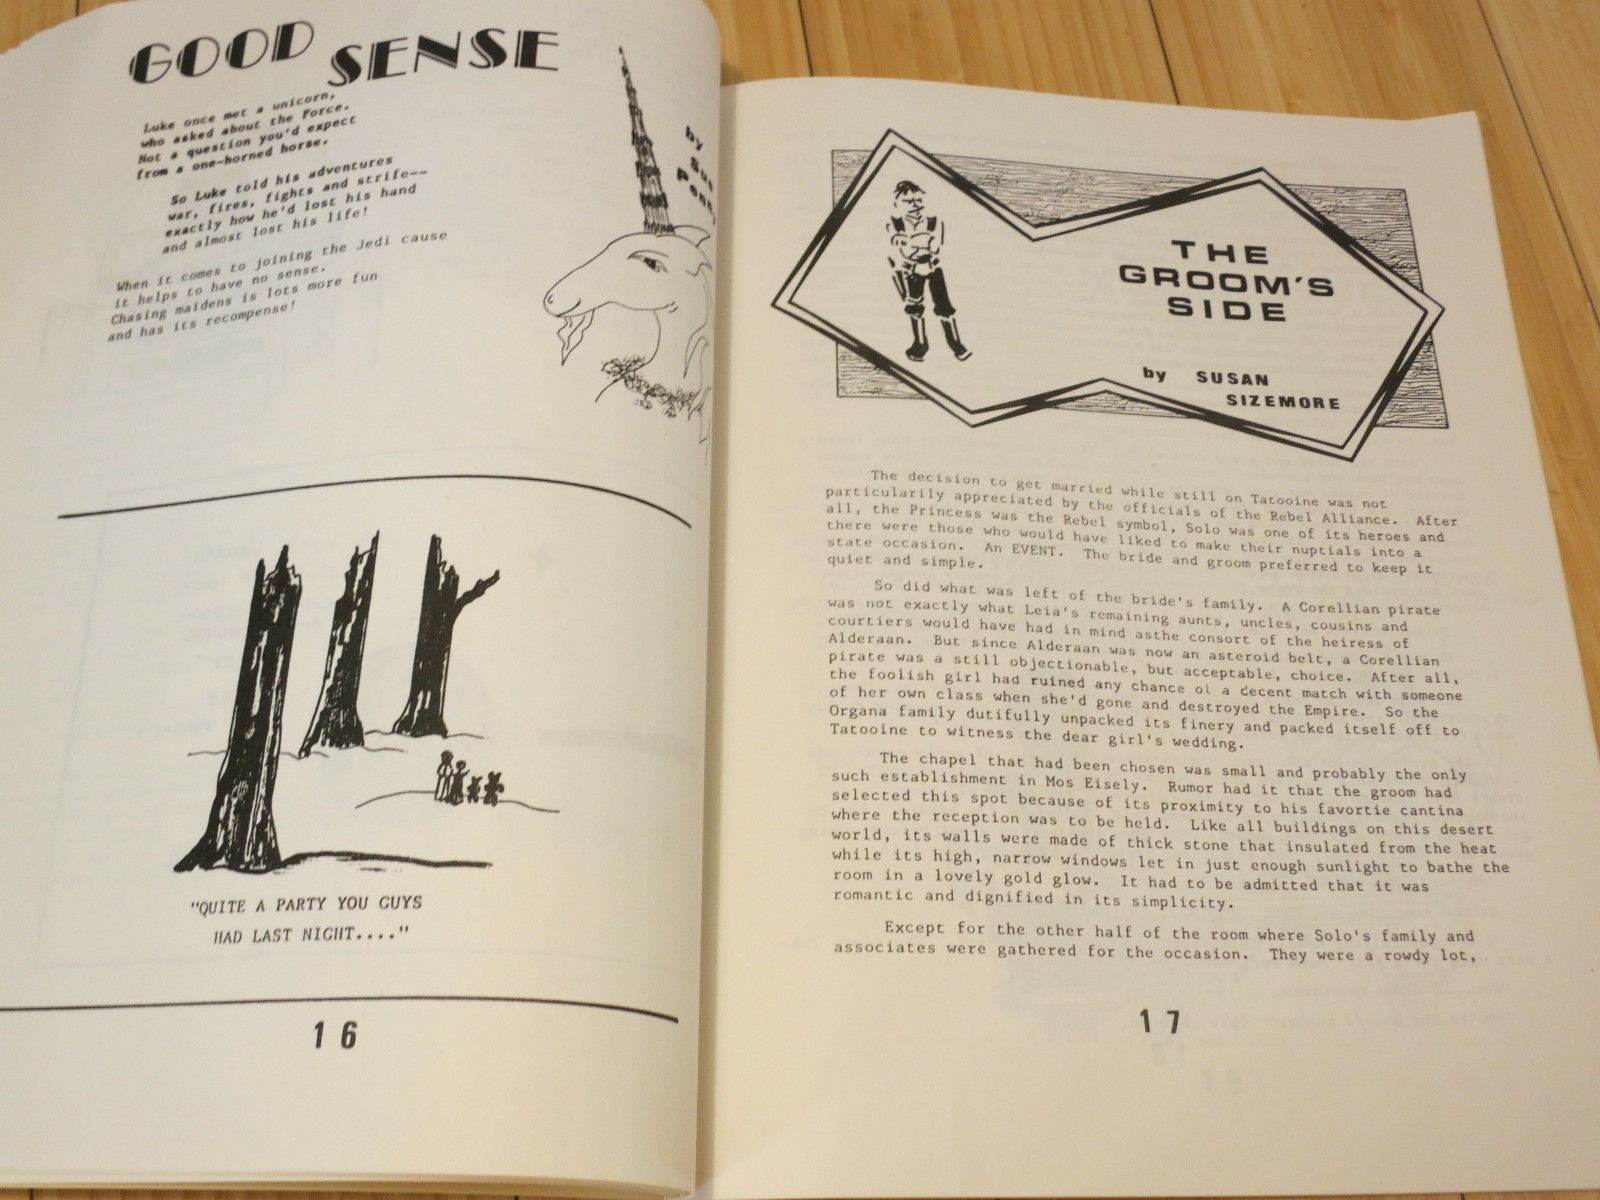 GOOD SENSE
by
Luke once met a unicorn,
who asked about the Force.
Not a question you'd expect
from a one-horned horse.
So Luke told his adventures
war, fires, fights and strife--
exactly how he'd lost his hand
and almost lost his life!
When it comes to joining the Jedi cause
it helps to have no sense.
Chasing maidens is lots more fun
and has its recompense!
"QUITE A PARTY YOU GUYS
HAD LAST NIGHT...."
16
THE
GROOM'S
SIDE
by SUSAN
SIZEMORE
The decision to get married while still on Tatooine was not
particularily appreciated by the officials of the Rebel Alliance. After
all, the Princess was the Rebel symbol, Solo was one of its heroes and
there were those who would have liked to make their nuptials into a
state occasion. An EVENT. The bride and groom preferred to keep it
quiet and simple.
So did what was left of the bride's family. A Corellian pirate
was not exactly what Leia's remaining aunts, uncles, cousins and
courtiers would have had in mind asthe consort of the heiress of
Alderaan. But since Alderaan was now an asteroid belt, a Corellian
pirate was a still objectionable, but acceptable, choice. After all,
the foolish girl had ruined any chance of a decent match with someone
of her own class when she'd gone and destroyed the Empire. So the
Organa family dutifully unpacked its finery and packed itself off to
Tatooine to witness the dear girl's wedding.
The chapel that had been chosen was small and probably the only
such establishment in Mos Eisely. Rumor had it that the groom had
selected this spot because of its proximity to his favortie cantina
where the reception was to be held. Like all buildings on this desert
world, its walls were made of thick stone that insulated from the heat
while its high, narrow windows let in just enough sunlight to bathe the
room in a lovely gold glow. It had to be admitted that it was
romantic and dignified in its simplicity.
Except for the other half of the room where Solo's family and
associates were gathered for the occasion. They were a rowdy lot,
17